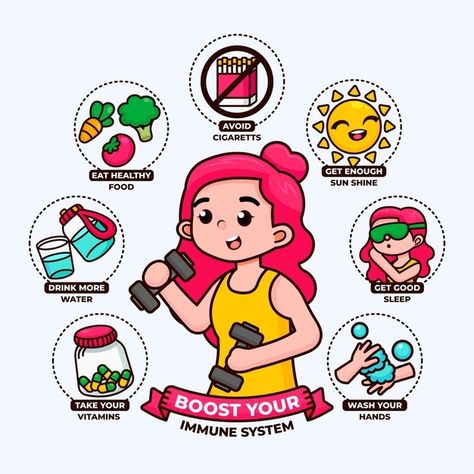 AVOID
CIGARETTS
EAT HEALTHY
FOOD
GET ENOUGH
SUN SHINE
DRINK MORE
WATER
GET GOOD
SLEEP
TAKE YOUR
VITAMINS
WASH YOUR
HANDS
BOOST YOUR
IMMUNE SYSTEM